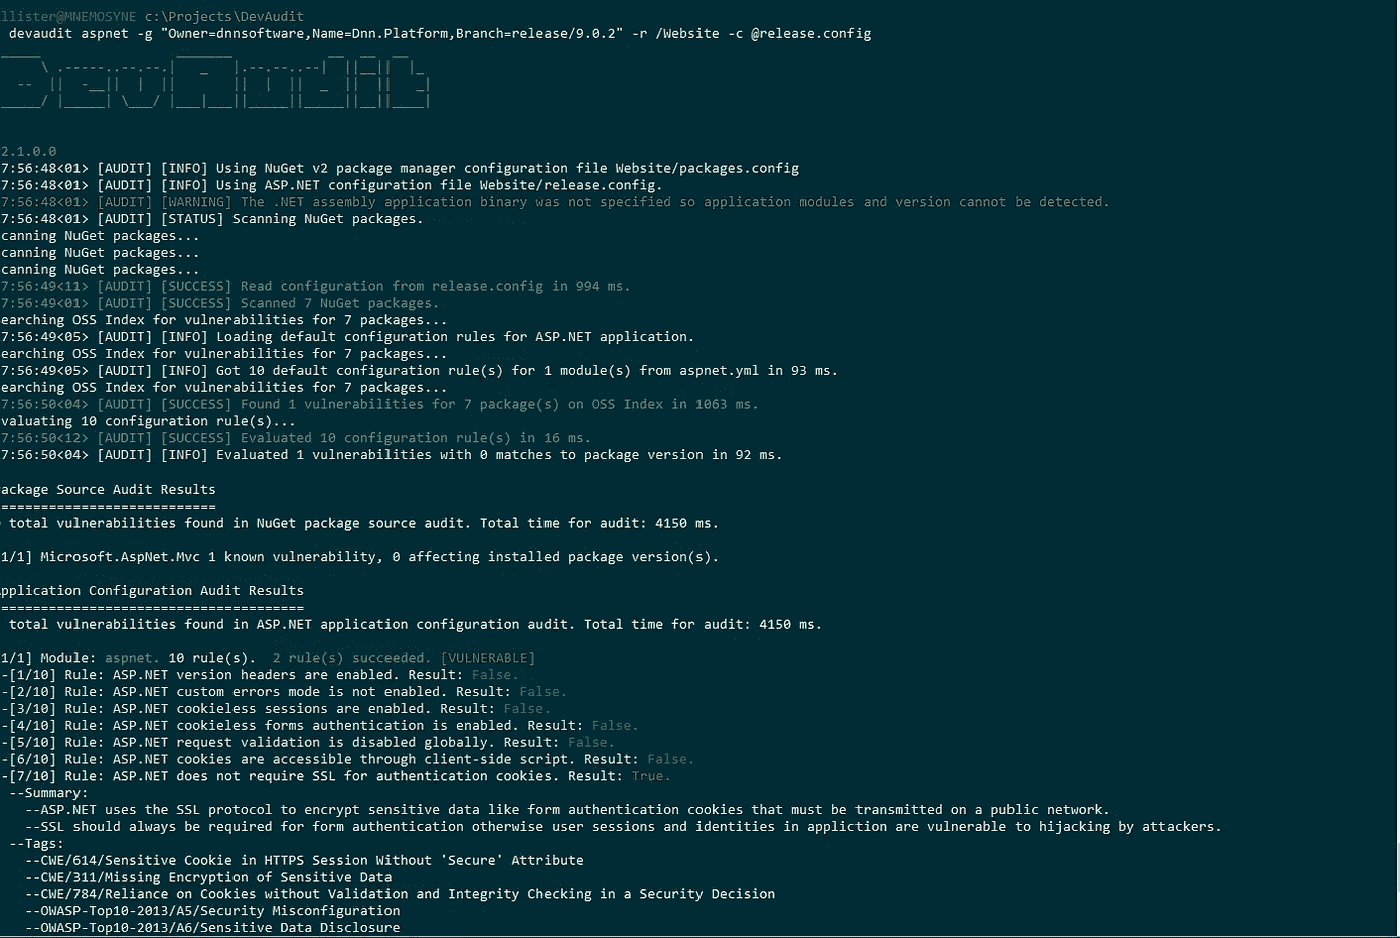 llister@MNEMOSYNE c:\Projects\DevAudit
devaudit aspnet -g "Owner=dnnsoftware,Name=Dnn.Platform,Branch=release/9.0.2" -r /Website -c @release.config
DevAudit
2.1.0.0
7:56:48<01> [AUDIT] [INFO] Using NuGet v2 package manager configuration file Website/packages.config
7:56:48<01> [AUDIT] [INFO] Using ASP.NET configuration file Website/release.config.
7:56:48<01> [AUDIT] [WARNING] The .NET assembly application binary was not specified so application modules and version cannot be detected.
7:56:48<01> [AUDIT] [STATUS] Scanning NuGet packages.
canning NuGet packages...
canning NuGet packages...
canning NuGet packages...
7:56:49<11> [AUDIT] [SUCCESS] Read configuration from release.config in 994 ms.
7:56:49<01> [AUDIT] [SUCCESS] Scanned 7 NuGet packages.
earching OSS Index for vulnerabilities for 7 packages...
7:56:49<05> [AUDIT] [INFO] Loading default configuration rules for ASP.NET application.
earching OSS Index for vulnerabilities for 7 packages...
7:56:49<05> [AUDIT] [INFO] Got 10 default configuration rule(s) for 1 module(s) from aspnet.yml in 93 ms.
earching OSS Index for vulnerabilities for 7 packages...
7:56:50<04> [AUDIT] [SUCCESS] Found 1 vulnerabilities for 7 package(s) on OSS Index in 1063 ms.
valuating 10 configuration rule(s)...
7:56:50<12> [AUDIT] [SUCCESS] Evaluated 10 configuration rule(s) in 16 ms.
7:56:50<04> [AUDIT] [INFO] Evaluated 1 vulnerabilities with 0 matches to package version in 92 ms.
ackage Source Audit Results
===========================
total vulnerabilities found in NuGet package source audit. Total time for audit: 4150 ms.
1/1] Microsoft.AspNet.Mvc 1 known vulnerability, 0 affecting installed package version(s).
pplication Configuration Audit Results
======================================
total vulnerabilities found in ASP.NET application configuration audit. Total time for audit: 4150 ms.
1/1] Module: aspnet. 10 rule(s).  2 rule(s) succeeded. [VULNERABLE]
-[1/10] Rule: ASP.NET version headers are enabled. Result: False.
-[2/10] Rule: ASP.NET custom errors mode is not enabled. Result: False.
-[3/10] Rule: ASP.NET cookieless sessions are enabled. Result: False.
-[4/10] Rule: ASP.NET cookieless forms authentication is enabled. Result: False.
-[5/10] Rule: ASP.NET request validation is disabled globally. Result: False.
-[6/10] Rule: ASP.NET cookies are accessible through client-side script. Result: False.
-[7/10] Rule: ASP.NET does not require SSL for authentication cookies. Result: True.
--Summary:
--ASP.NET uses the SSL protocol to encrypt sensitive data like form authentication cookies that must be transmitted on a public network.
--SSL should always be required for form authentication otherwise user sessions and identities in appliction are vulnerable to hijacking by attackers.
--Tags:
--CWE/614/Sensitive Cookie in HTTPS Session Without 'Secure' Attribute
--CWE/311/Missing Encryption of Sensitive Data
--CWE/784/Reliance on Cookies without Validation and Integrity Checking in a Security Decision
--OWASP-Top10-2013/A5/Security Misconfiguration
--OWASP-Top10-2013/A6/Sensitive Data Disclosure